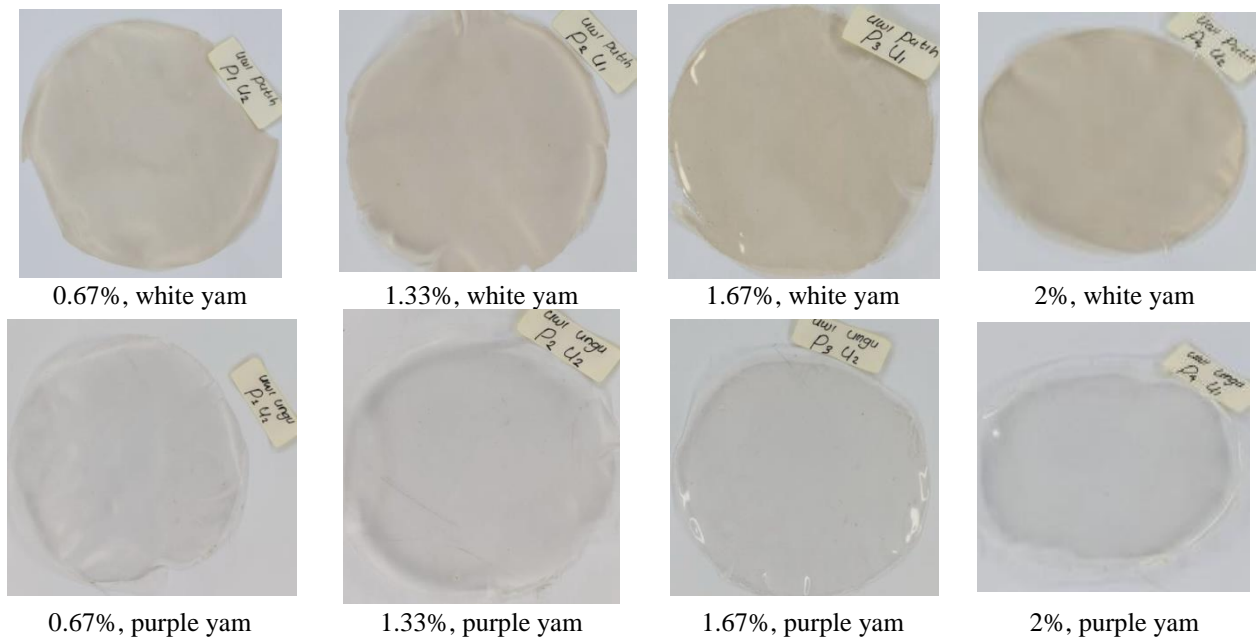 uwi putih
P1 U2
uwi putih
P2 U1
uwi putih
P3 U1
uwi putih
P4 U2
0.67%, white yam
1.33%, white yam
1.67%, white yam
2%, white yam
uwi ungu
P1 U2
uwi ungu
P2 U2
uwi ungu
P3 U2
uwi ungu
P4 U1
0.67%, purple yam
1.33%, purple yam
1.67%, purple yam
2%, purple yam